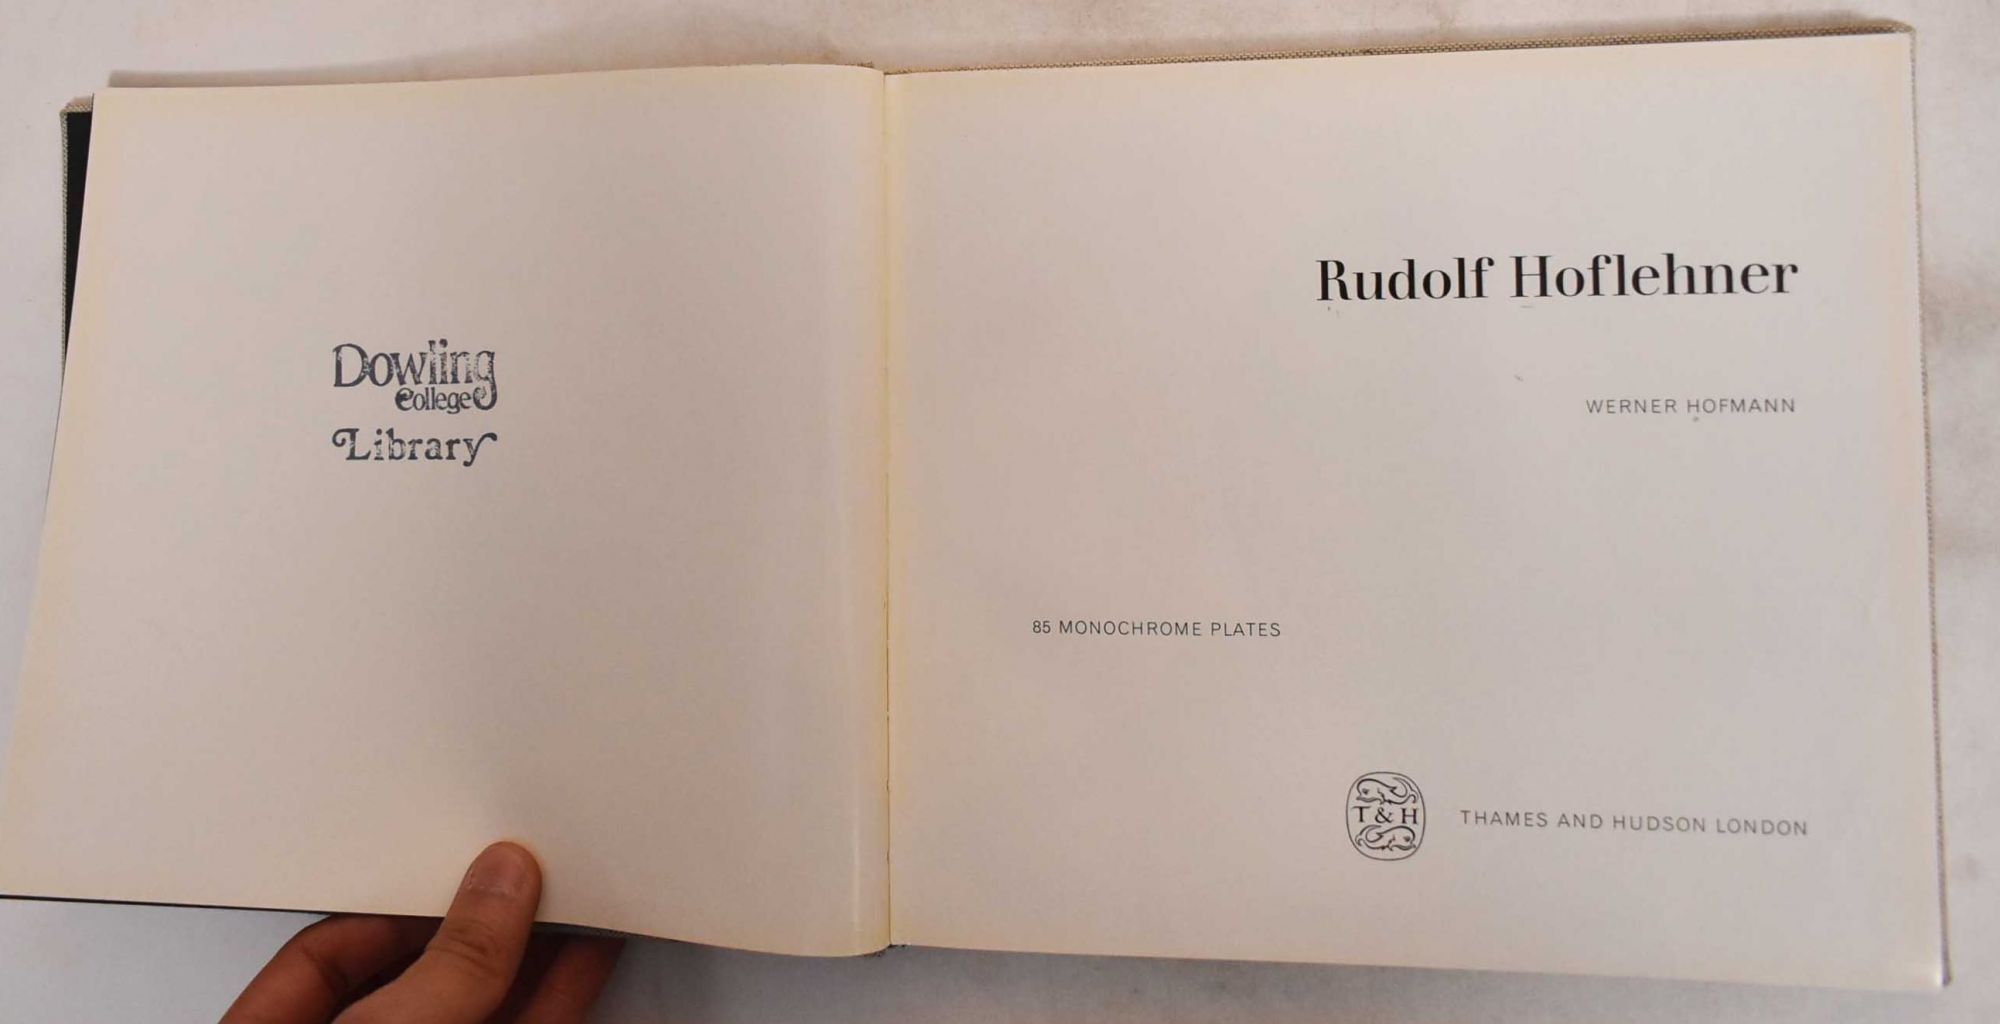 Dowling
College
Library
Rudolf Hoflehner
WERNER HOFMANN
85 MONOCHROME PLATES
T & H
THAMES AND HUDSON LONDON